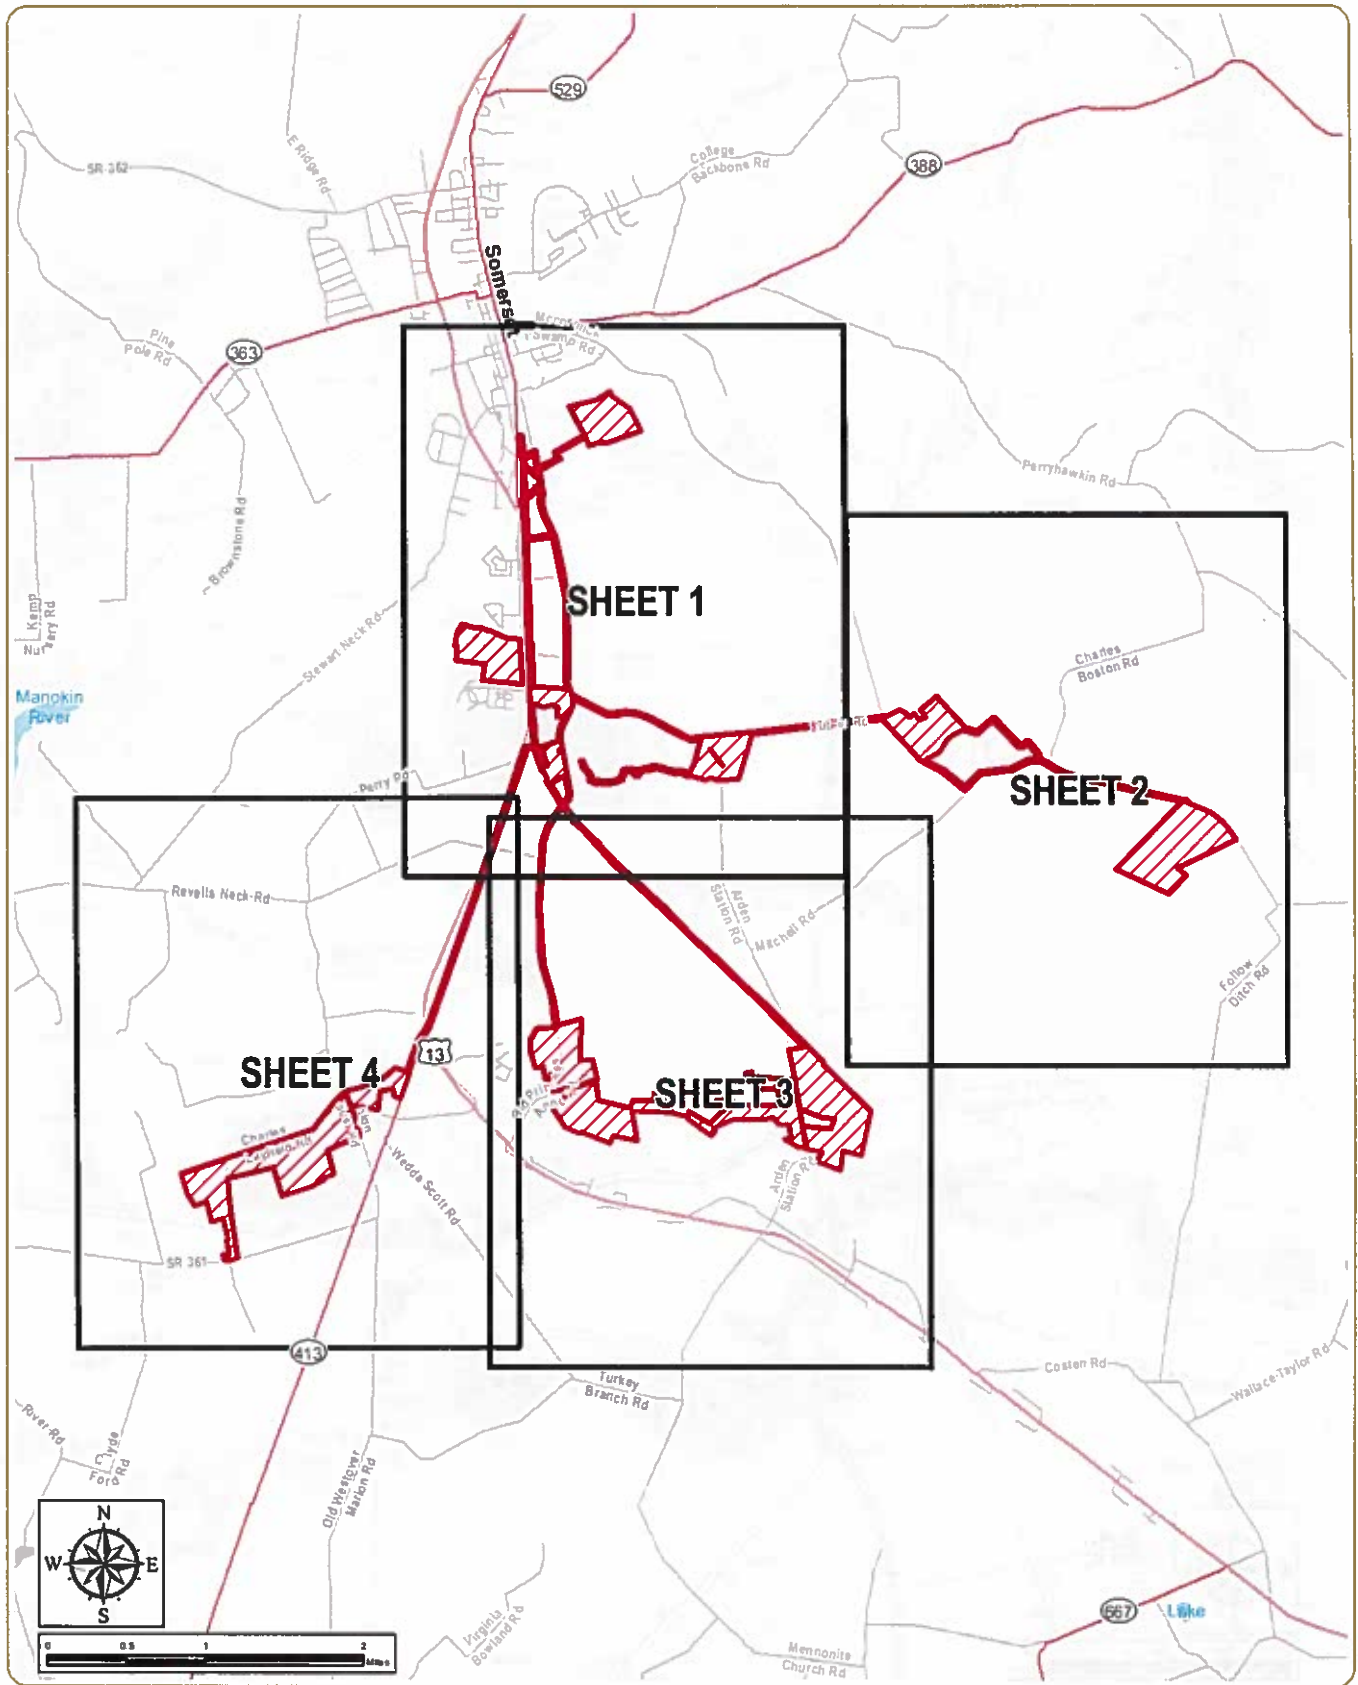 529
388
College
Backbone Rd
E Ridge Rd
SR 362
Somerset
Swamp Rd
Pine
Pole Rd
363
Perryhawkin Rd
Brownstone Rd
SHEET 1
Kemp
Stewart Neck Rd
Charles
Boston Rd
Manokin
River
Perry Rd
SHEET 2
Revells Neck-Rd
Arden
Station Rd
Mitchell Rd
Follow
Ditch Rd
13
SHEET 4
SHEET 3
Charles
Wedda Scott Rd
Arden
Station Rd
SR 361
413
Turkey
Branch Rd
Costen Rd
Wallace-Taylor Rd
River Rd
Ford Rd
Old Westover
Marion Rd
N
W E
S
667
Lake
Virginia
Bowland Rd
Mennonite
Church Rd
0 0.5 1 2
Miles